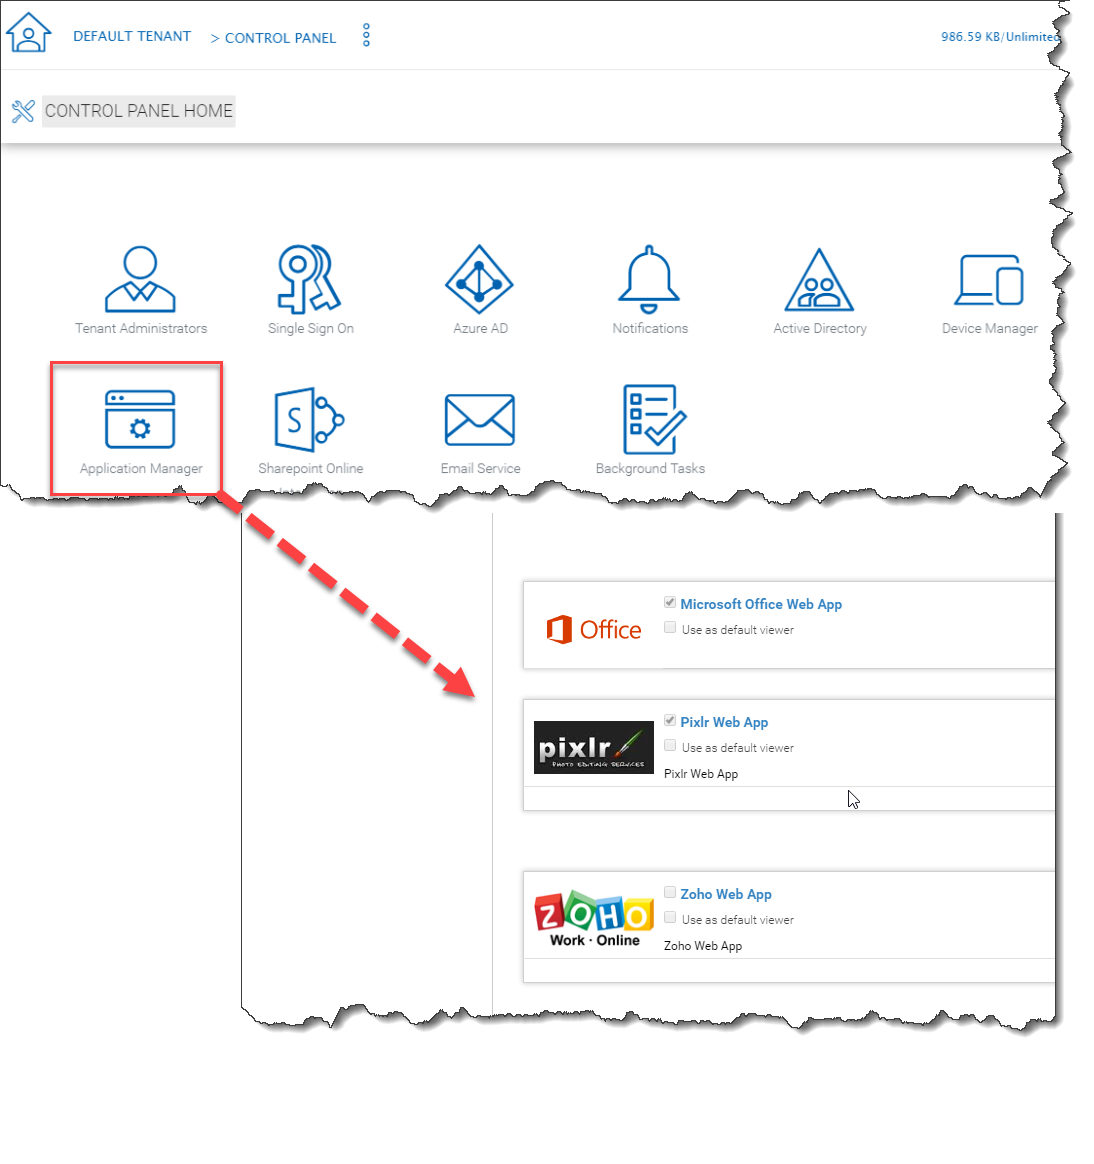 DEFAULT TENANT > CONTROL PANEL
986.59 KB/Unlimited
CONTROL PANEL HOME
Tenant Administrators
Single Sign On
Azure AD
Notifications
Active Directory
Device Manager
Application Manager
S
Sharepoint Online
Email Service
Background Tasks
Office
Microsoft Office Web App
Use as default viewer
pixlr
PHOTO EDITING SERVICES
Pixlr Web App
Use as default viewer
Pixlr Web App
ZOHO
Work · Online
Zoho Web App
Use as default viewer
Zoho Web App